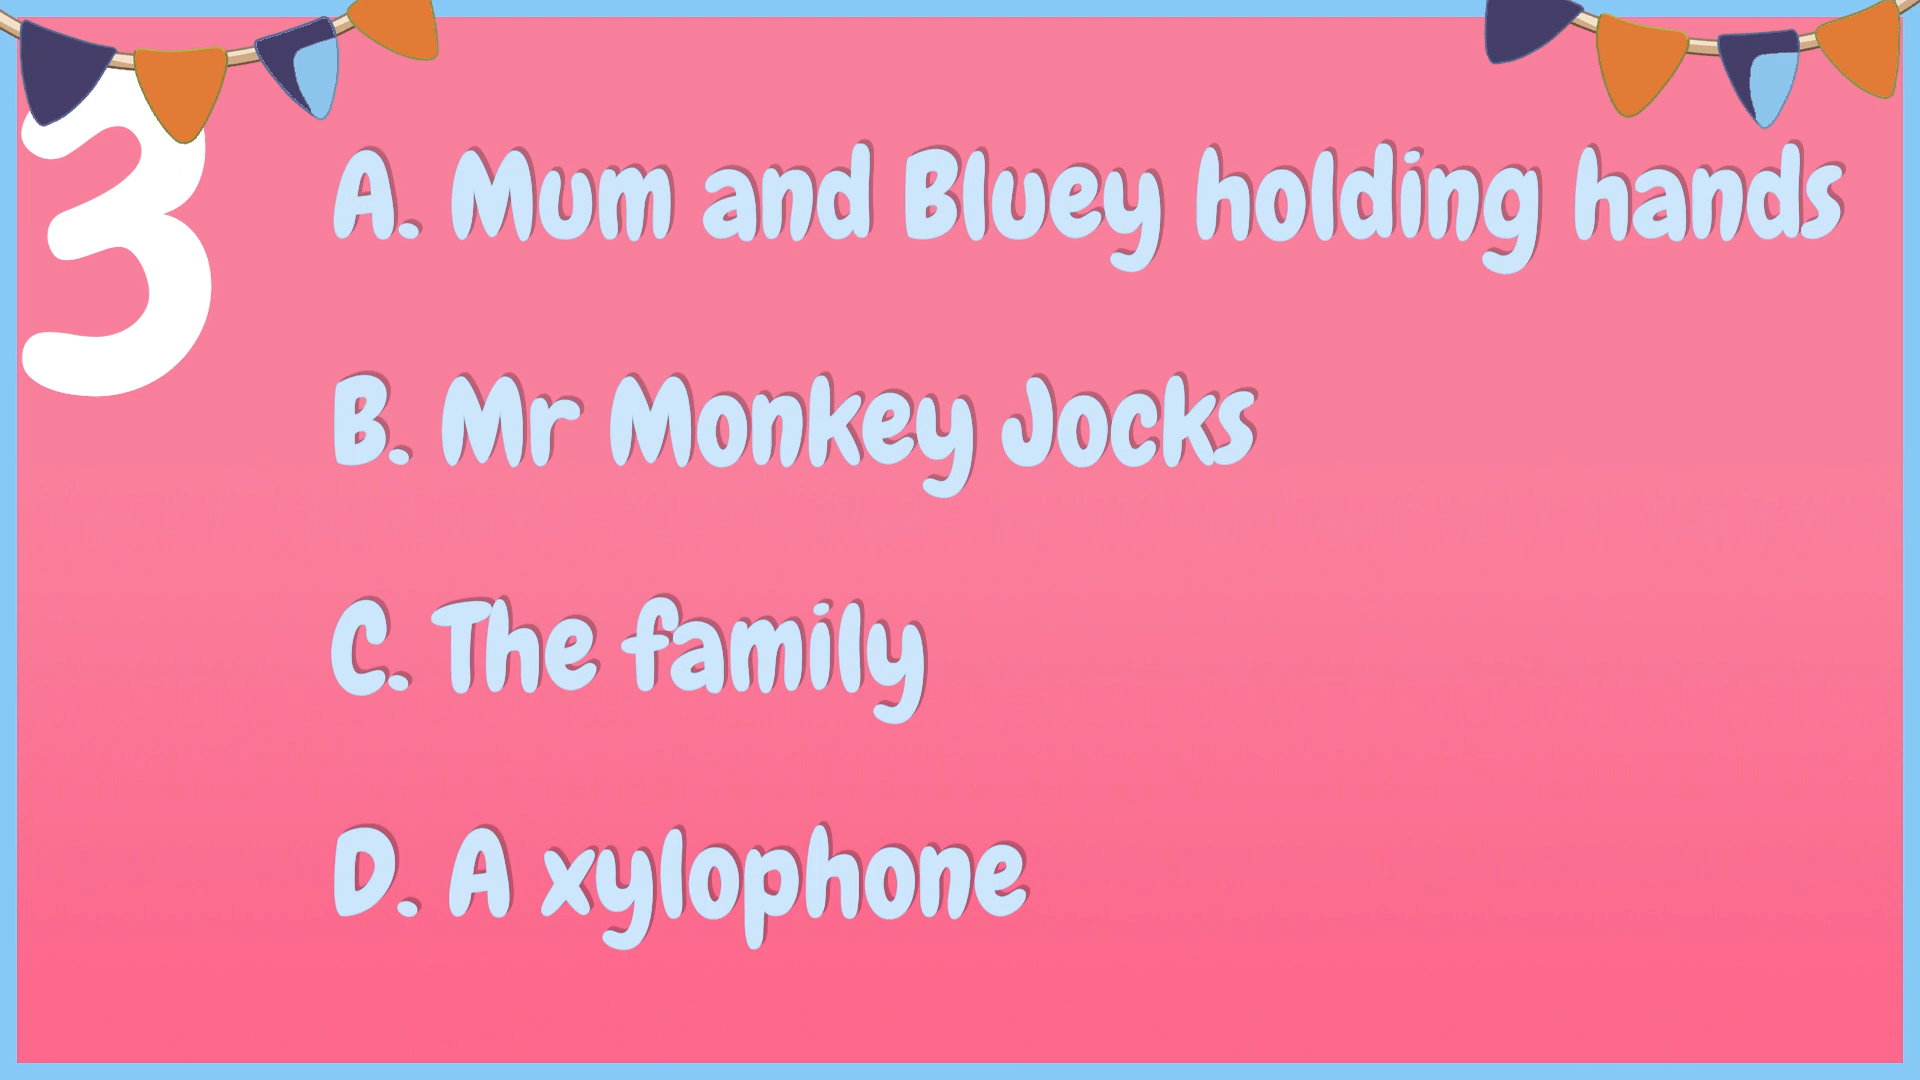 3
A. Mum and Bluey holding hands
B. Mr Monkey Jocks
C. The family
D. A xylophone